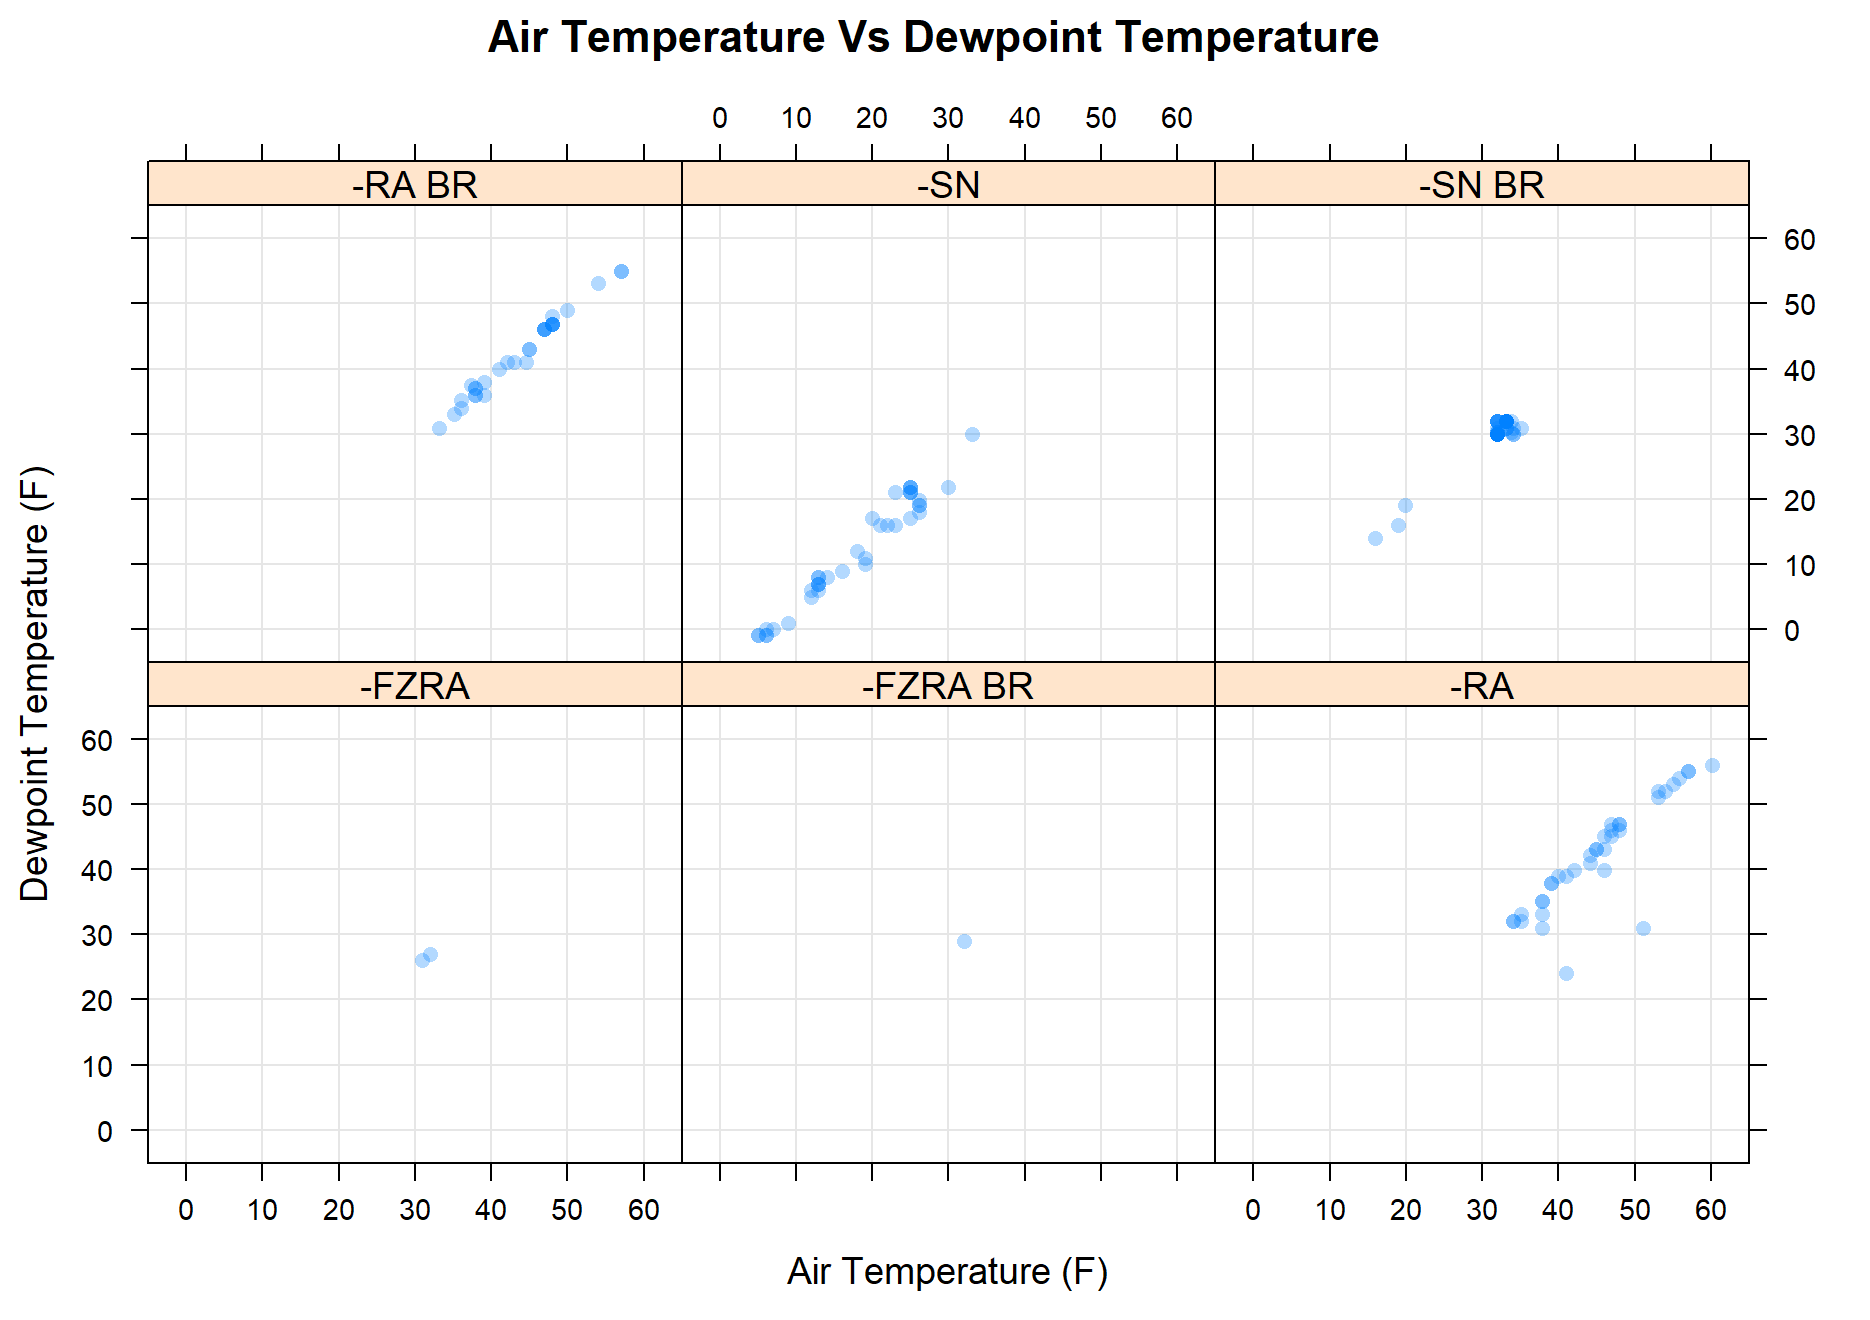 Air Temperature Vs Dewpoint Temperature
0 10 20 30 40 50 60
-RA BR -SN -SN BR
60
50
40
30
20
10
0
Dewpoint Temperature (F)
-FZRA -FZRA BR -RA
60
50
40
30
20
10
0
0 10 20 30 40 50 60 0 10 20 30 40 50 60
Air Temperature (F)